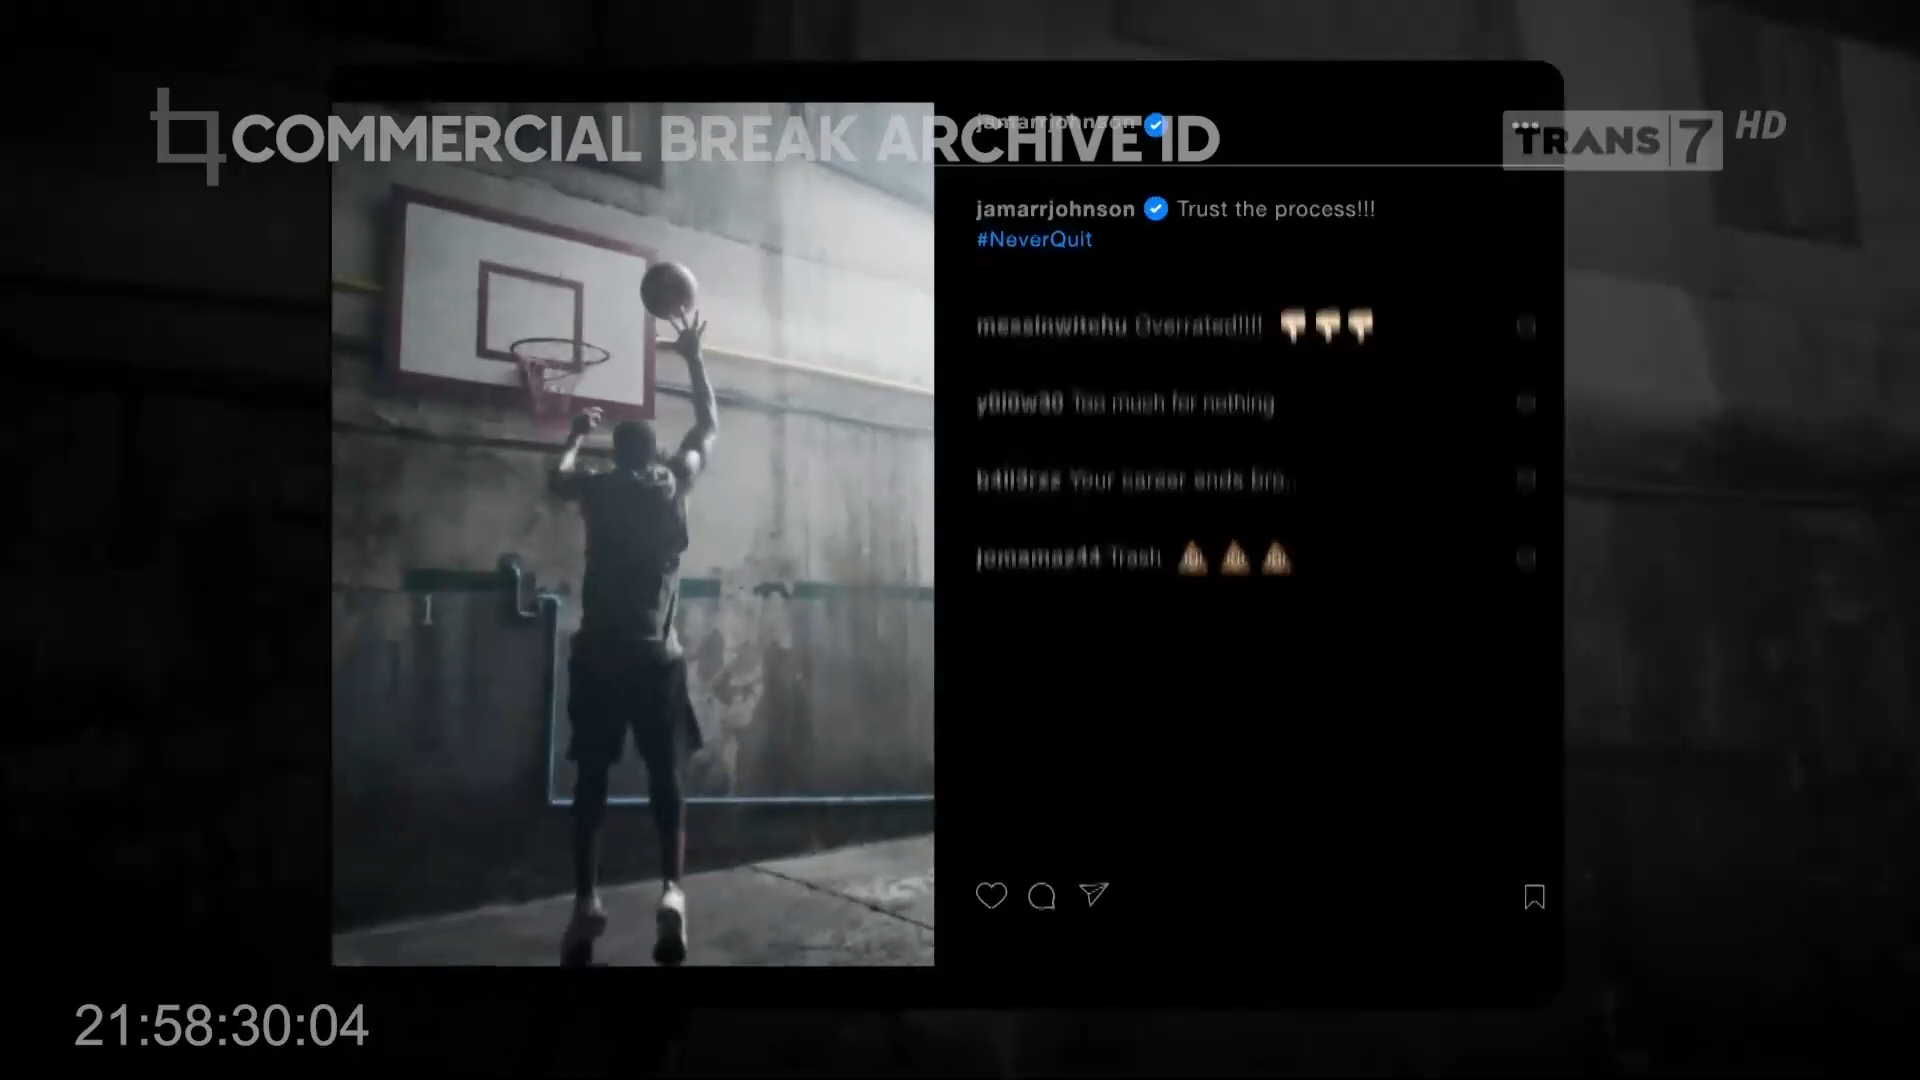 COMMERCIAL BREAK ARCHIVE ID
jamarrjohnson
TRANS|7 HD
jamarrjohnson Trust the process!!!
#NeverQuit
Overrated!!!!
Too much for nothing
Your career ends bro..
Trash
21:58:30:04